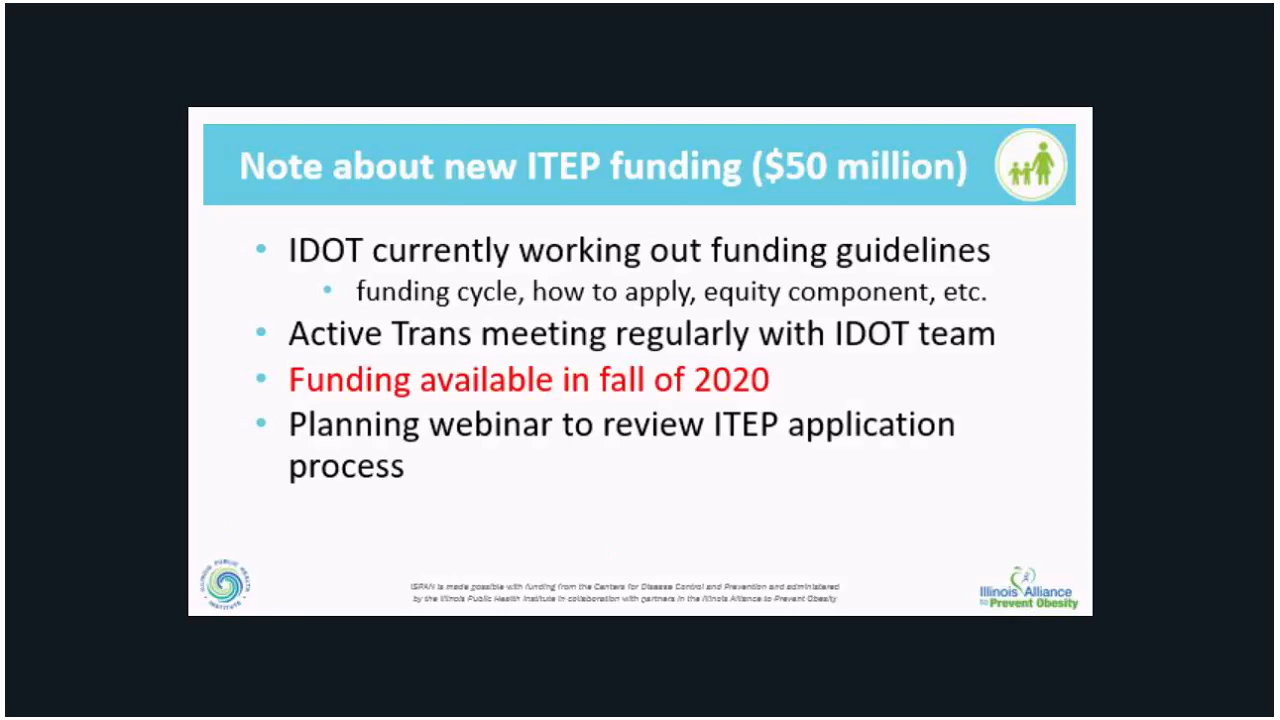 Note about new ITEP funding ($50 million)
• IDOT currently working out funding guidelines
• funding cycle, how to apply, equity component, etc.
• Active Trans meeting regularly with IDOT team
• Funding available in fall of 2020
• Planning webinar to review ITEP application
process
ILLINOIS PUBLIC HEALTH
INSTITUTE
ISPAN is made possible with funding from the Centers for Disease Control and Prevention and administered
by the Illinois Public Health Institute in collaboration with partners in the Illinois Alliance to Prevent Obesity
Illinois Alliance
to Prevent Obesity